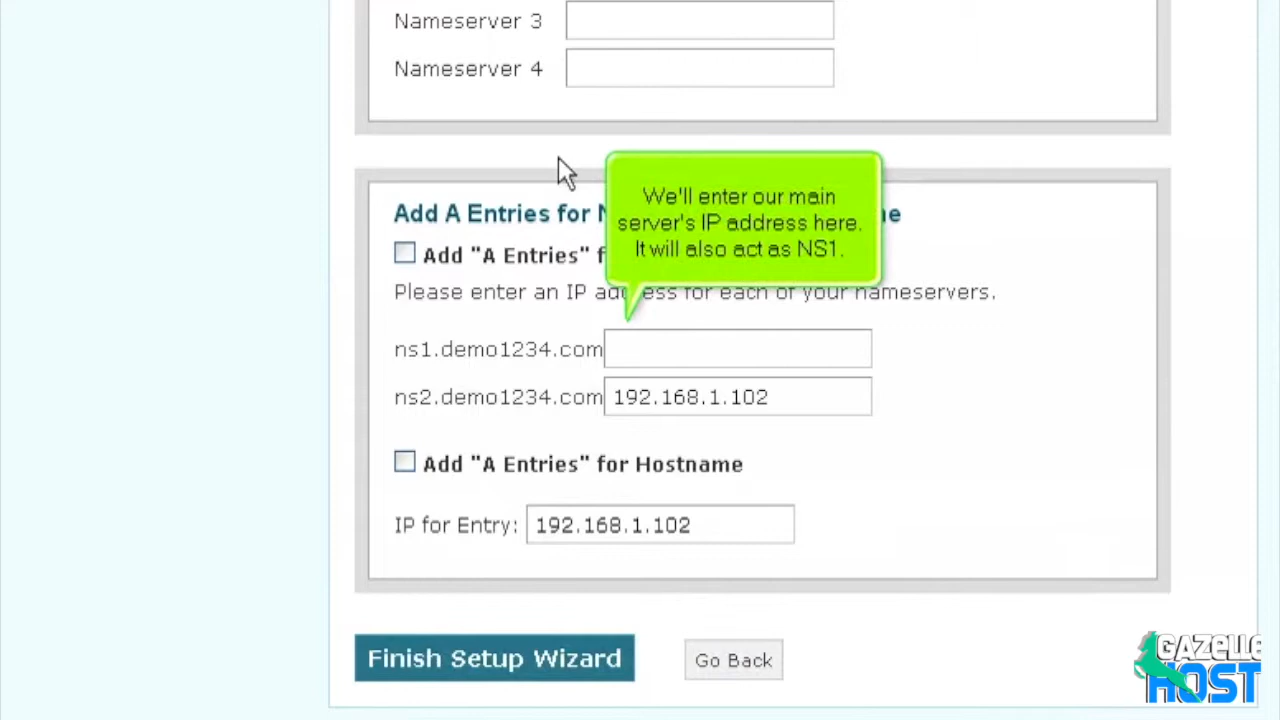 Nameserver 3
Nameserver 4
We'll enter our main
server's IP address here.
It will also act as NS1.
Add A Entries for
Add "A Entries" f
Please enter an IP address for each of your nameservers.
ns1.demo1234.com
ns2.demo1234.com 192.168.1.102
Add "A Entries" for Hostname
IP for Entry: 192.168.1.102
Finish Setup Wizard Go Back
GAZELLE
HOST